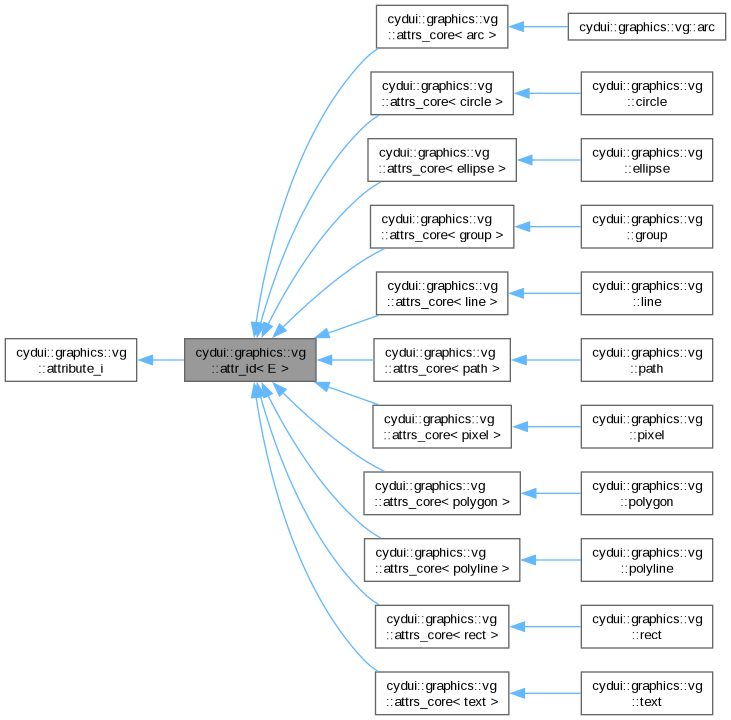 cydui::graphics::vg
::attrs_core< arc >
cydui::graphics::vg::arc
cydui::graphics::vg
::attrs_core< circle >
cydui::graphics::vg
::circle
cydui::graphics::vg
::attrs_core< ellipse >
cydui::graphics::vg
::ellipse
cydui::graphics::vg
::attrs_core< group >
cydui::graphics::vg
::group
cydui::graphics::vg
::attrs_core< line >
cydui::graphics::vg
::line
cydui::graphics::vg
::attribute_i
cydui::graphics::vg
::attr_id< E >
cydui::graphics::vg
::attrs_core< path >
cydui::graphics::vg
::path
cydui::graphics::vg
::attrs_core< pixel >
cydui::graphics::vg
::pixel
cydui::graphics::vg
::attrs_core< polygon >
cydui::graphics::vg
::polygon
cydui::graphics::vg
::attrs_core< polyline >
cydui::graphics::vg
::polyline
cydui::graphics::vg
::attrs_core< rect >
cydui::graphics::vg
::rect
cydui::graphics::vg
::attrs_core< text >
cydui::graphics::vg
::text